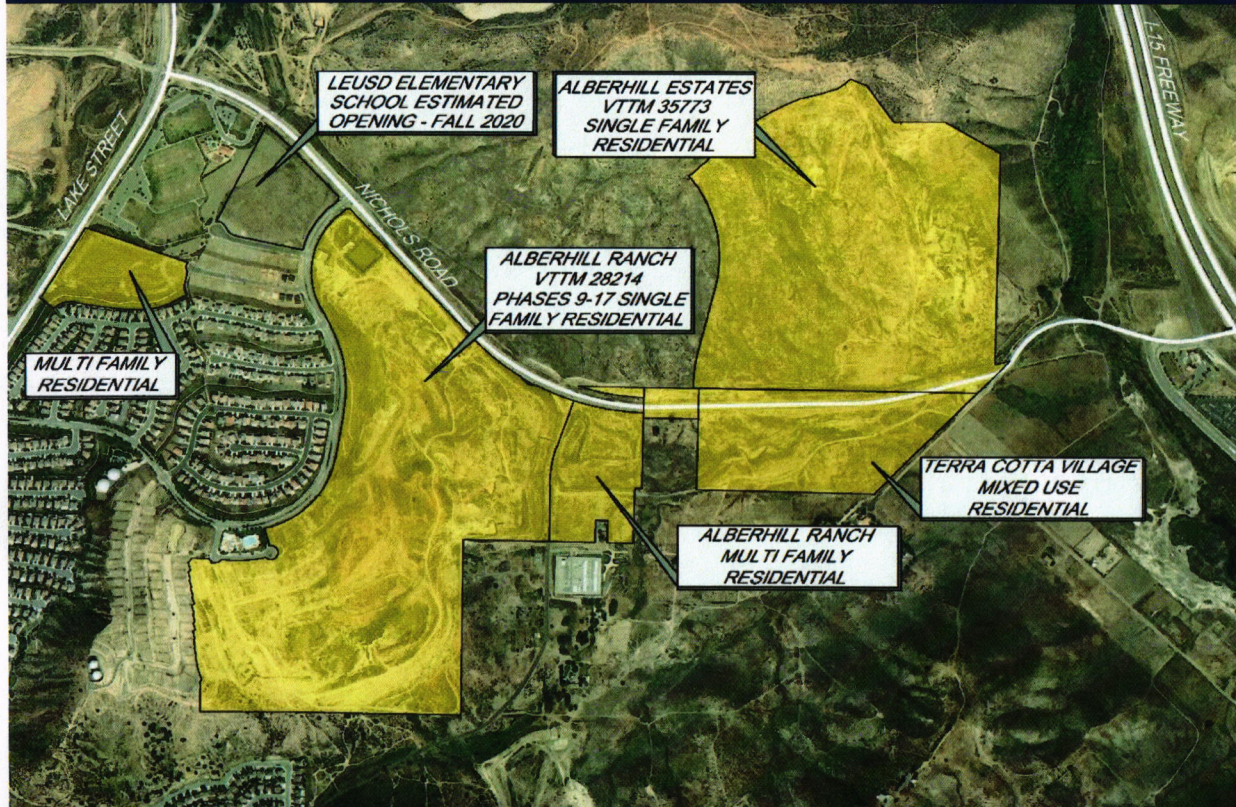 LEUSD ELEMENTARY
SCHOOL ESTIMATED
OPENING - FALL 2020
ALBERHILL ESTATES
VTTM 35773
SINGLE FAMILY
RESIDENTIAL
I-15 FREEWAY
LAKE STREET
NICHOLS ROAD
ALBERHILL RANCH
VTTM 28214
PHASES 9-17 SINGLE
FAMILY RESIDENTIAL
MULTI FAMILY
RESIDENTIAL
TERRA COTTA VILLAGE
MIXED USE
RESIDENTIAL
ALBERHILL RANCH
MULTI FAMILY
RESIDENTIAL